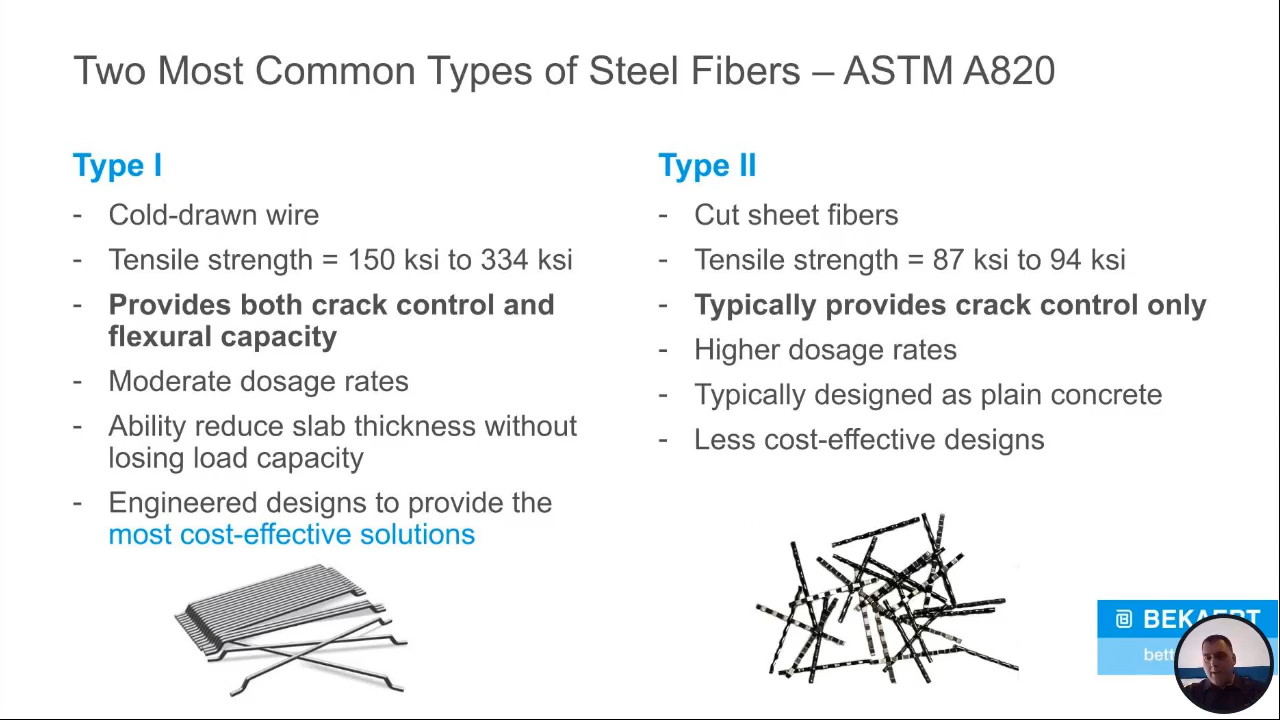 Two Most Common Types of Steel Fibers – ASTM A820
Type I
- Cold-drawn wire
- Tensile strength = 150 ksi to 334 ksi
- Provides both crack control and
flexural capacity
- Moderate dosage rates
- Ability reduce slab thickness without
losing load capacity
- Engineered designs to provide the
most cost-effective solutions
Type II
- Cut sheet fibers
- Tensile strength = 87 ksi to 94 ksi
- Typically provides crack control only
- Higher dosage rates
- Typically designed as plain concrete
- Less cost-effective designs
BEKAERT